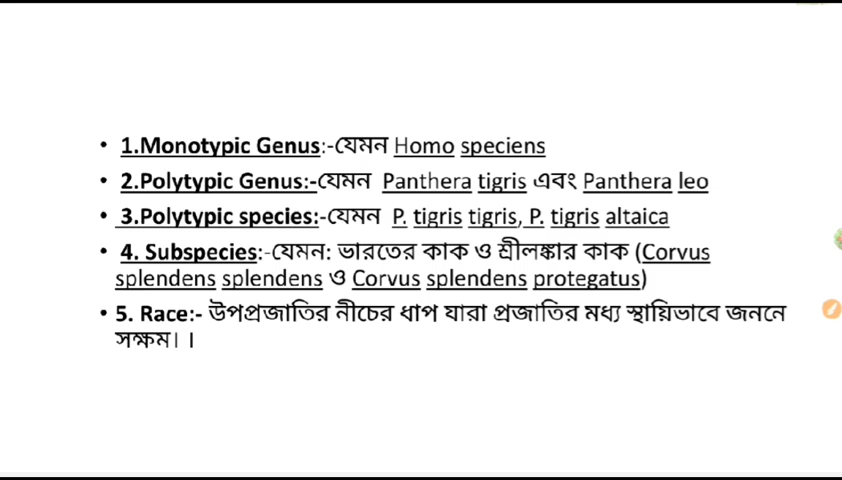 • 1.Monotypic Genus:-যেমন Homo speciens
• 2.Polytypic Genus:-যেমন Panthera tigris এবং Panthera leo
• 3.Polytypic species:-যেমন P. tigris tigris, P. tigris altaica
• 4. Subspecies:-যেমন: ভারতের কাক ও শ্রীলঙ্কার কাক (Corvus
splendens splendens ও Corvus splendens protegatus)
• 5. Race:- উপপ্রজাতির নীচের ধাপ যারা প্রজাতির মধ্য স্থায়িভাবে জননে
সক্ষম। ।